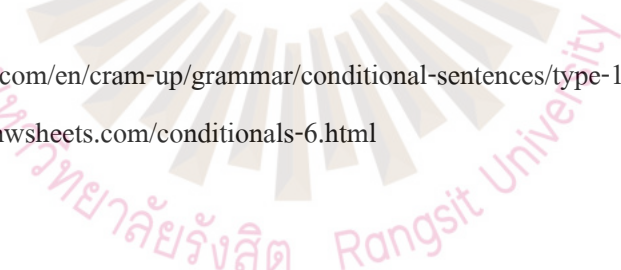 com/en/cram-up/grammar/conditional-sentences/type-1
wsheets.com/conditionals-6.html
มหาวิทยาลัยรังสิต Rangsit University